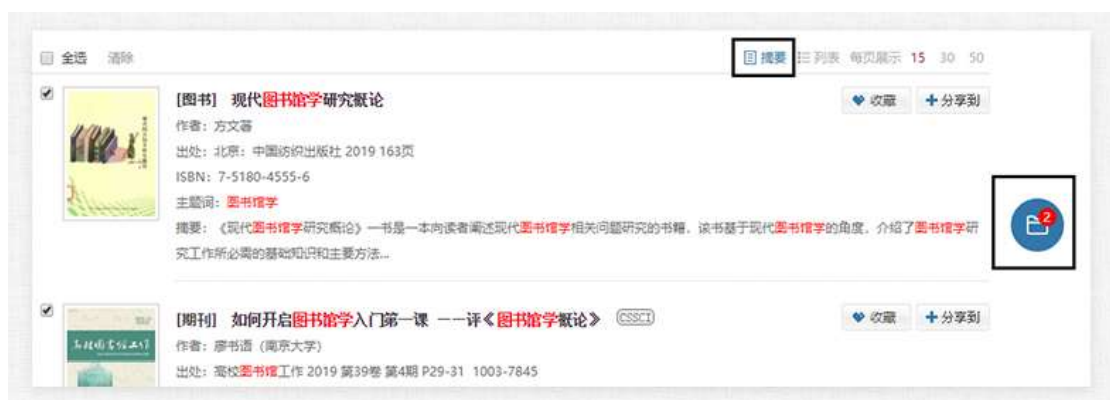 全选 清除 摘要 列表 每页展示 15 30 50
[图书] 现代图书馆学研究概论 收藏 分享到
作者：方文著
出处：北京：中国纺织出版社 2019 163页
ISBN：7-5180-4555-6
主题词：图书馆学
摘要：《现代图书馆学研究概论》一书是一本向读者阐述现代图书馆学相关问题研究的书籍。该书基于现代图书馆学的角度，介绍了图书馆学研
究工作所必需的基础知识和主要方法...
2
[期刊] 如何开启图书馆学入门第一课 ——评《图书馆学概论》 CSSCI 收藏 分享到
作者：廖书语（南京大学）
出处：高校图书馆工作 2019 第39卷 第4期 P29-31 1003-7845
高校图书馆工作